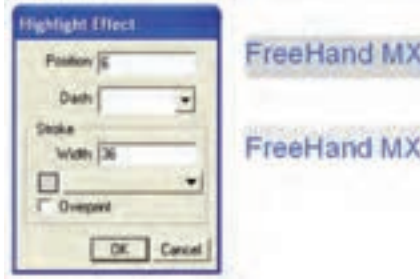 Highlight Effect
Position 6
Dash
Stroke
Width 36
Overprint
OK Cancel
FreeHand MX
FreeHand MX